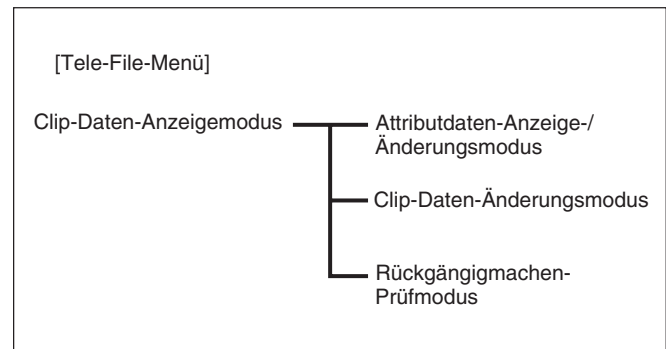 [Tele-File-Menü]
Clip-Daten-Anzeigemodus
Attributdaten-Anzeige-/
Änderungsmodus
Clip-Daten-Änderungsmodus
Rückgängigmachen-
Prüfmodus